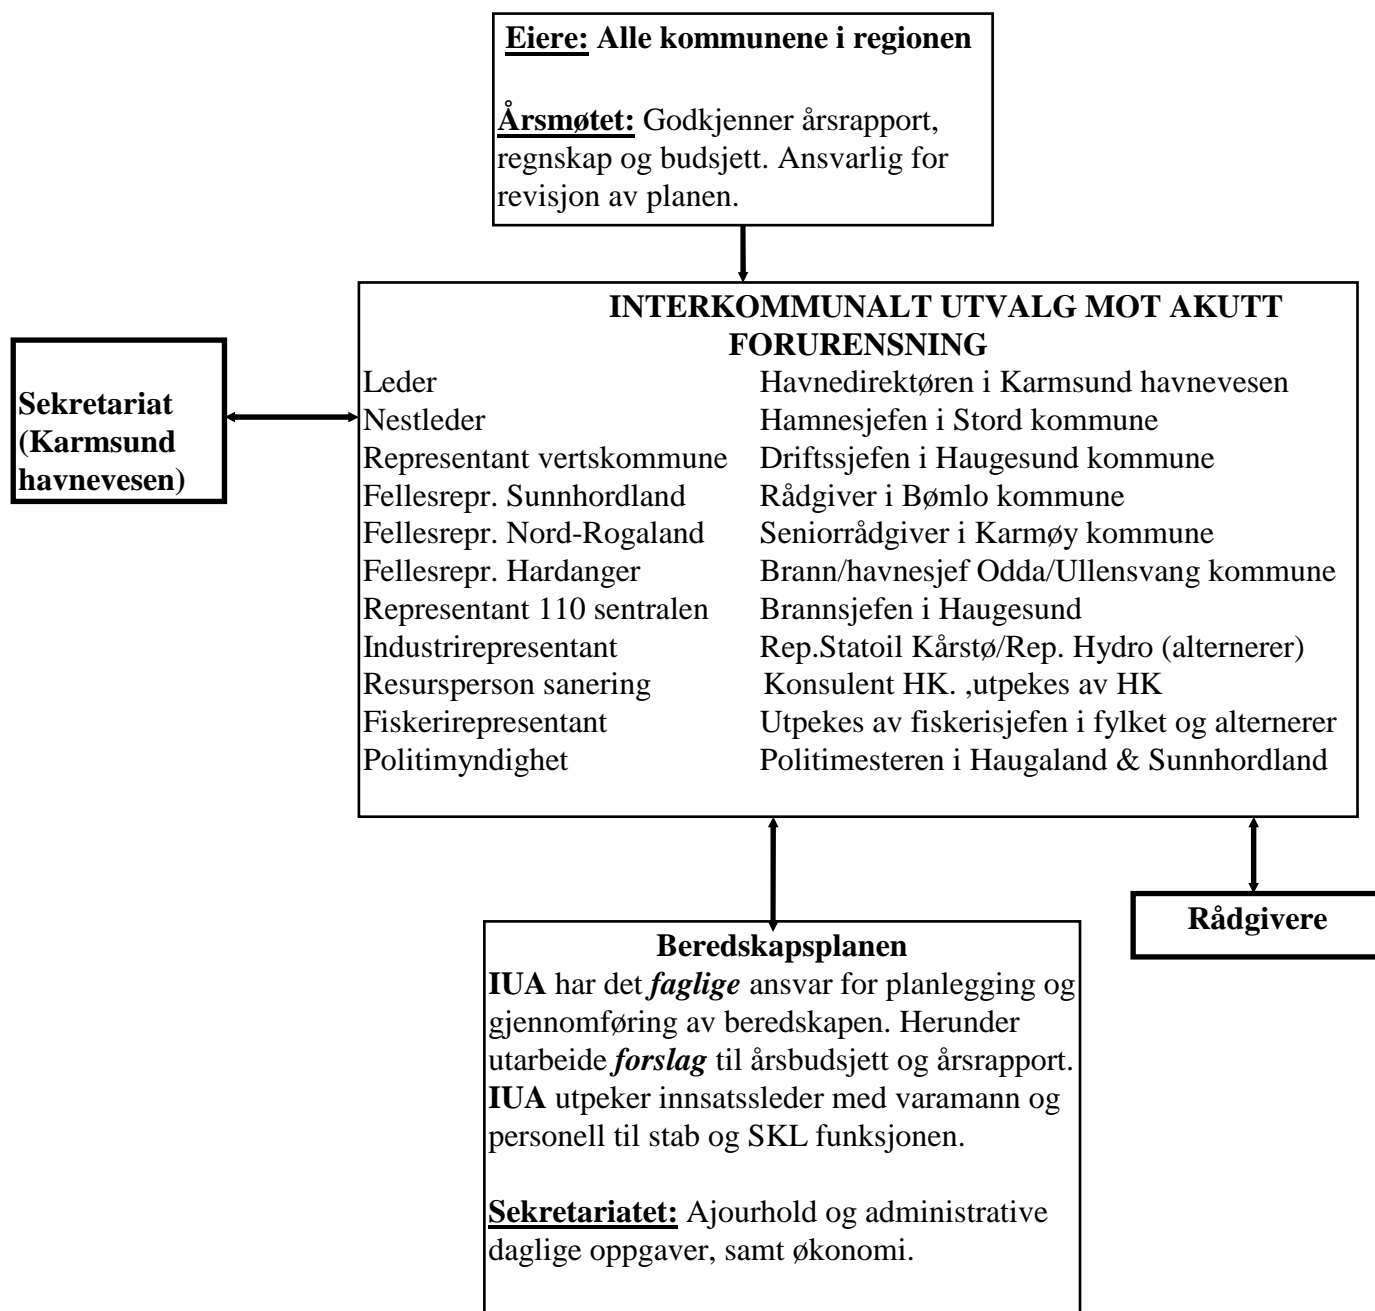 Eiere: Alle kommunene i regionen
Årsmøtet: Godkjenner årsrapport,
regnskap og budsjett. Ansvarlig for
revisjon av planen.
INTERKOMMUNALT UTVALG MOT AKUTT
FORURENSNING
Leder Havnedirektøren i Karmsund havnevesen
Nestleder Hamnesjefen i Stord kommune
Representant vertskommune Driftssjefen i Haugesund kommune
Fellesrepr. Sunnhordland Rådgiver i Bømlo kommune
Fellesrepr. Nord-Rogaland Seniorrådgiver i Karmøy kommune
Fellesrepr. Hardanger Brann/havnesjef Odda/Ullensvang kommune
Representant 110 sentralen Brannsjefen i Haugesund
Industrirepresentant Rep.Statoil Kårstø/Rep. Hydro (alternerer)
Resursperson sanering Konsulent HK. ,utpekes av HK
Fiskerirepresentant Utpekes av fiskerisjefen i fylket og alternerer
Politimyndighet Politimesteren i Haugaland & Sunnhordland
Sekretariat
(Karmsund
havnevesen)
Rådgivere
Beredskapsplanen
IUA har det faglige ansvar for planlegging og
gjennomføring av beredskapen. Herunder
utarbeide forslag til årsbudsjett og årsrapport.
IUA utpeker innsatssleder med varamann og
personell til stab og SKL funksjonen.
Sekretariatet: Ajourhold og administrative
daglige oppgaver, samt økonomi.